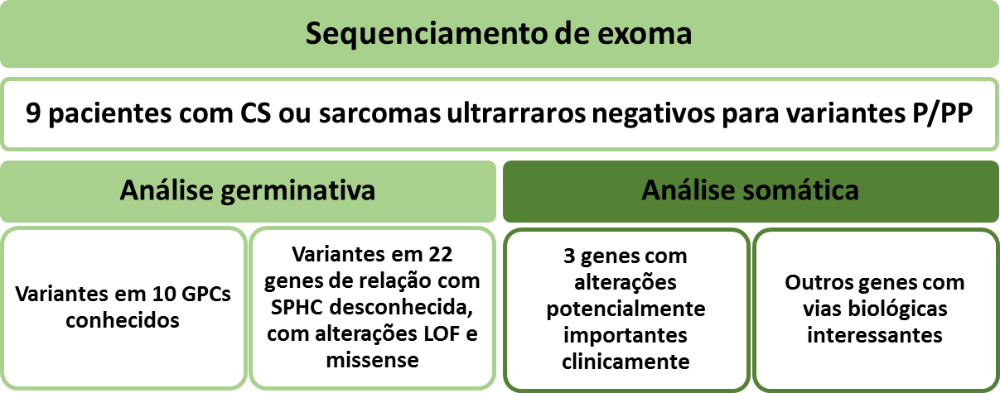 Sequenciamento de exoma
9 pacientes com CS ou sarcomas ultrarraros negativos para variantes P/PP
Análise germinativa
Análise somática
Variantes em 10 GPCs
conhecidos
Variantes em 22
genes de relação com
SPHC desconhecida,
com alterações LOF e
missense
3 genes com
alterações
potencialmente
importantes
clinicamente
Outros genes com
vias biológicas
interessantes